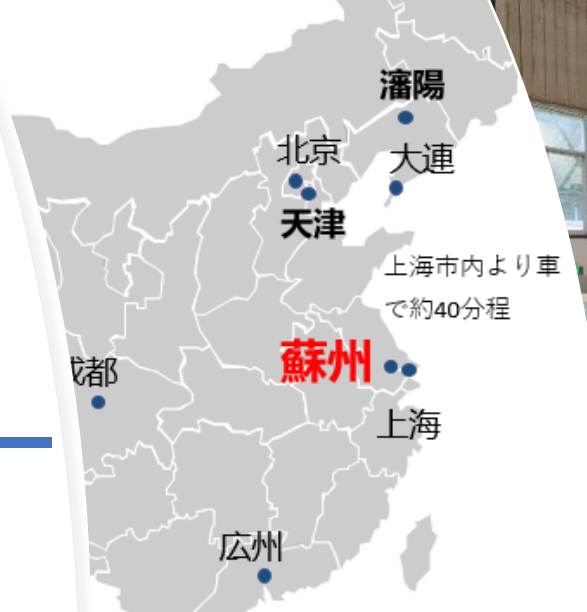 瀋陽
北京
大連
天津
上海市内より車
で約40分程
蘇州
成都
上海
広州